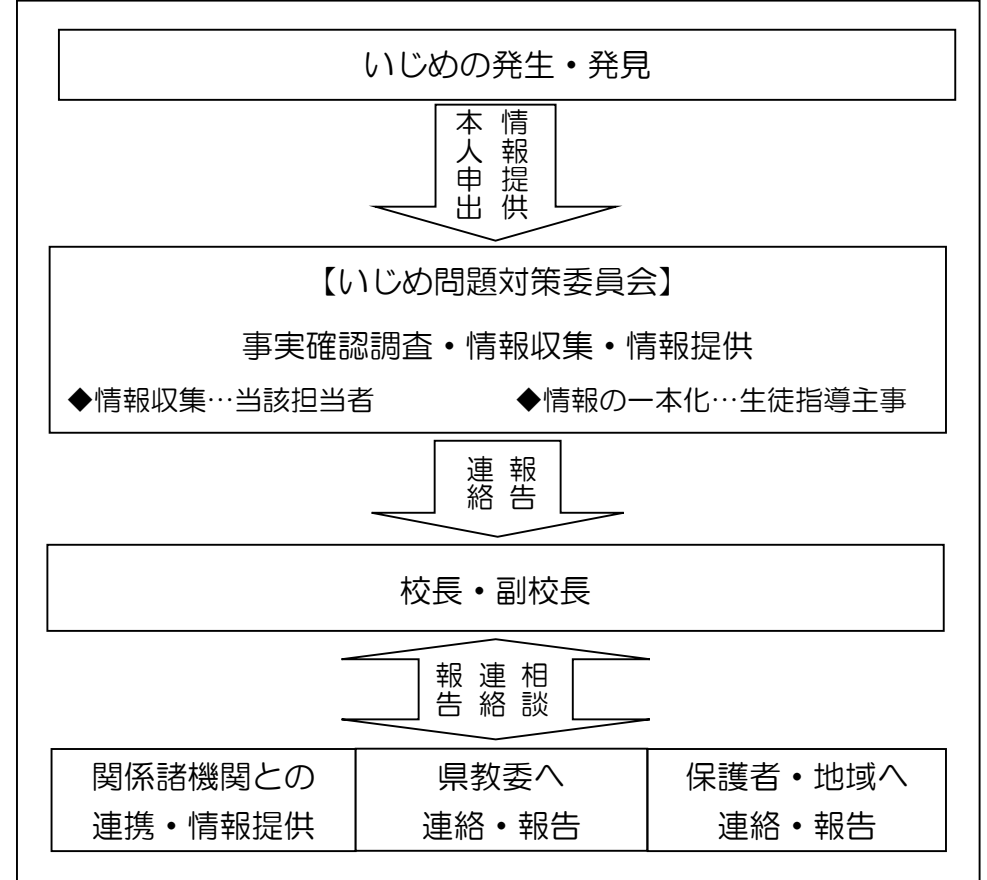 いじめの発生・発見
情報提供
本人申出
【いじめ問題対策委員会】
事実確認調査・情報収集・情報提供
◆情報収集…当該担当者
◆情報の一本化…生徒指導主事
報告
連絡
校長・副校長
相談
連絡
報告
関係諸機関との
連携・情報提供
県教委へ
連絡・報告
保護者・地域へ
連絡・報告